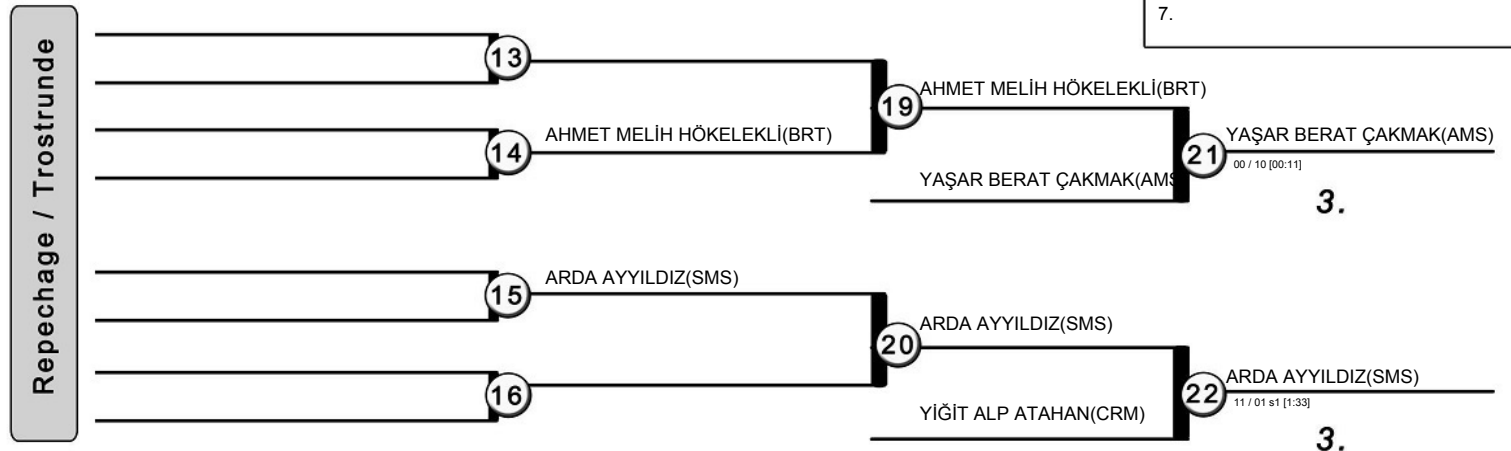 7.
Repechage / Trostrunde
13
19
AHMET MELİH HÖKELEKLİ(BRT)
14
AHMET MELİH HÖKELEKLİ(BRT)
21
YAŞAR BERAT ÇAKMAK(AMS)
00 / 10 [00:11]
YAŞAR BERAT ÇAKMAK(AMS
3.
15
ARDA AYYILDIZ(SMS)
20
ARDA AYYILDIZ(SMS)
16
22
ARDA AYYILDIZ(SMS)
11 / 01 s1 [1:33]
YİĞİT ALP ATAHAN(CRM)
3.